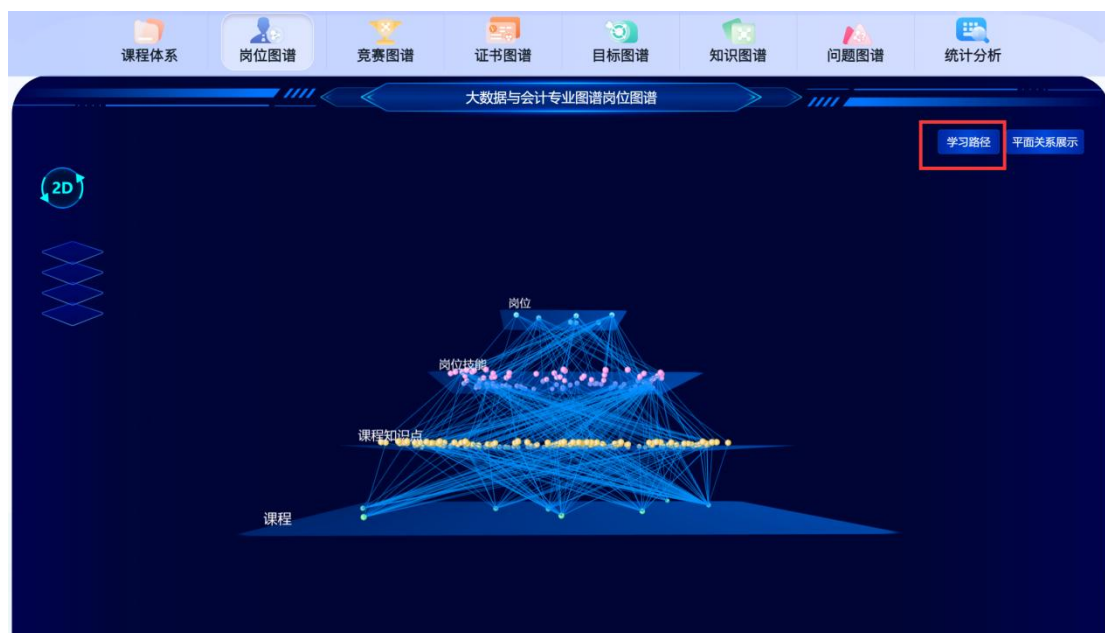 课程体系 岗位图谱 竞赛图谱 证书图谱 目标图谱 知识图谱 问题图谱 统计分析
大数据与会计专业图谱岗位图谱
学习路径 平面关系展示
2D
岗位
岗位技能
课程知识点
课程